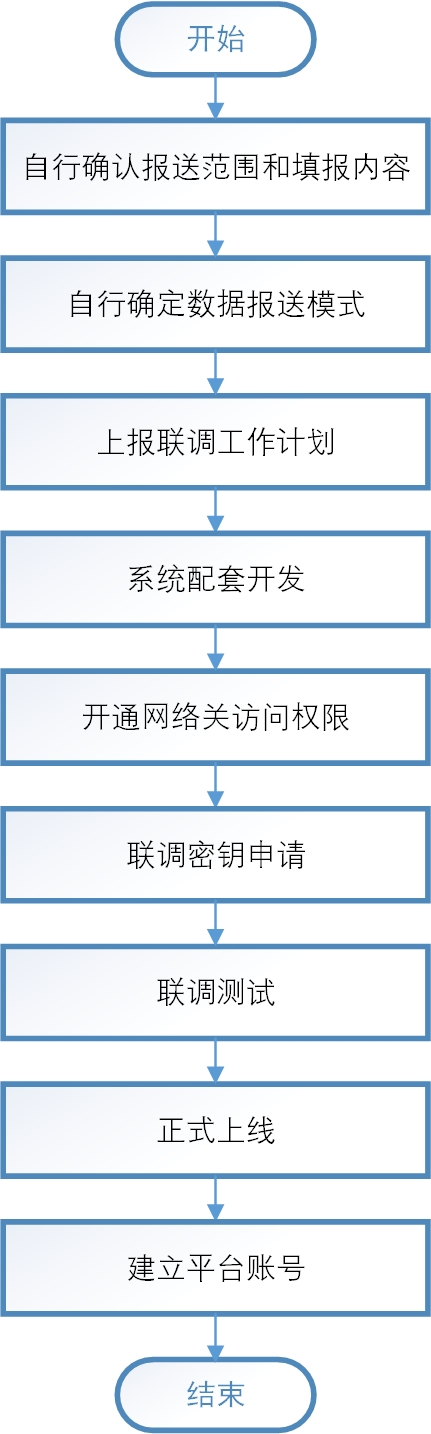 开始
自行确认报送范围和填报内容
自行确定数据报送模式
上报联调工作计划
系统配套开发
开通网络关访问权限
联调密钥申请
联调测试
正式上线
建立平台账号
结束